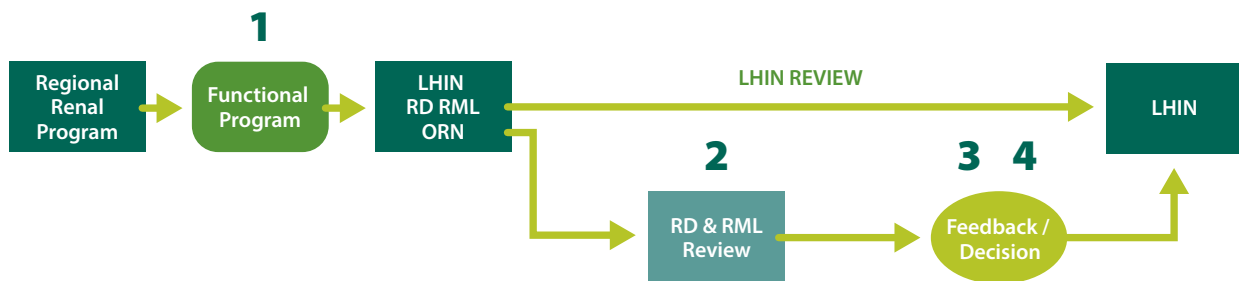 1
Regional
Renal
Program
Functional
Program
LHIN
RD RML
ORN
LHIN REVIEW
LHIN
2
3 4
RD & RML
Review
Feedback /
Decision